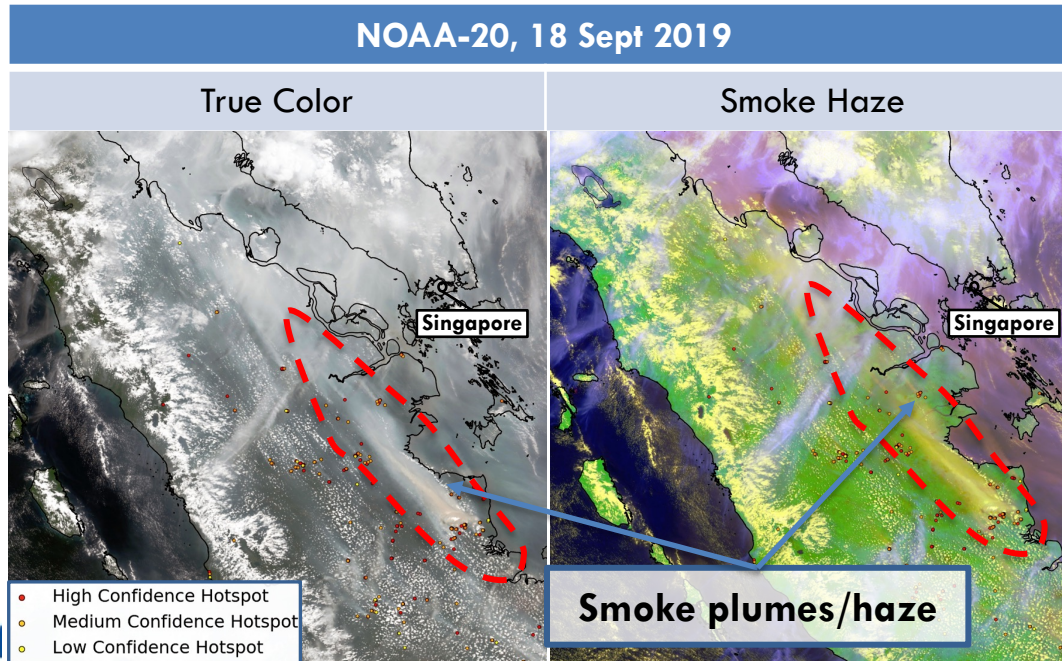 NOAA-20, 18 Sept 2019
True Color
Smoke Haze
Singapore
Singapore
High Confidence Hotspot
Medium Confidence Hotspot
Low Confidence Hotspot
Smoke plumes/haze